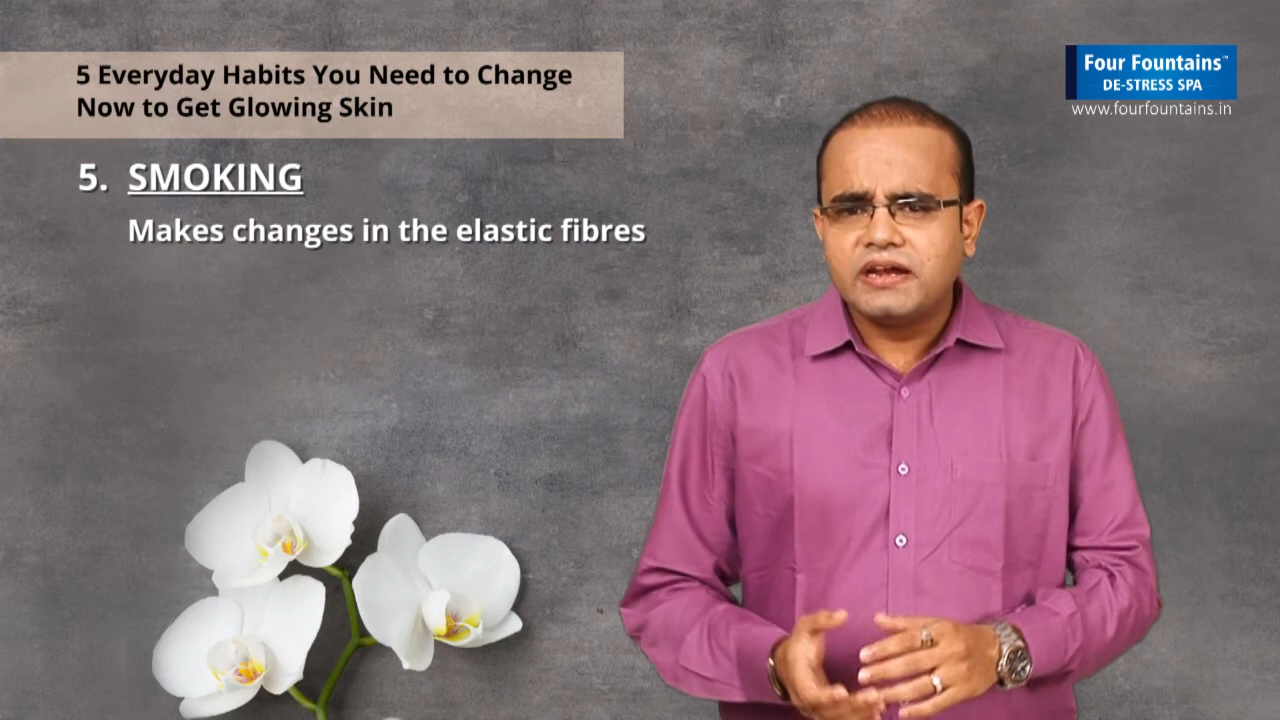 5 Everyday Habits You Need to Change
Now to Get Glowing Skin
Four Fountains™
DE-STRESS SPA
www.fourfountains.in
5. SMOKING
Makes changes in the elastic fibres